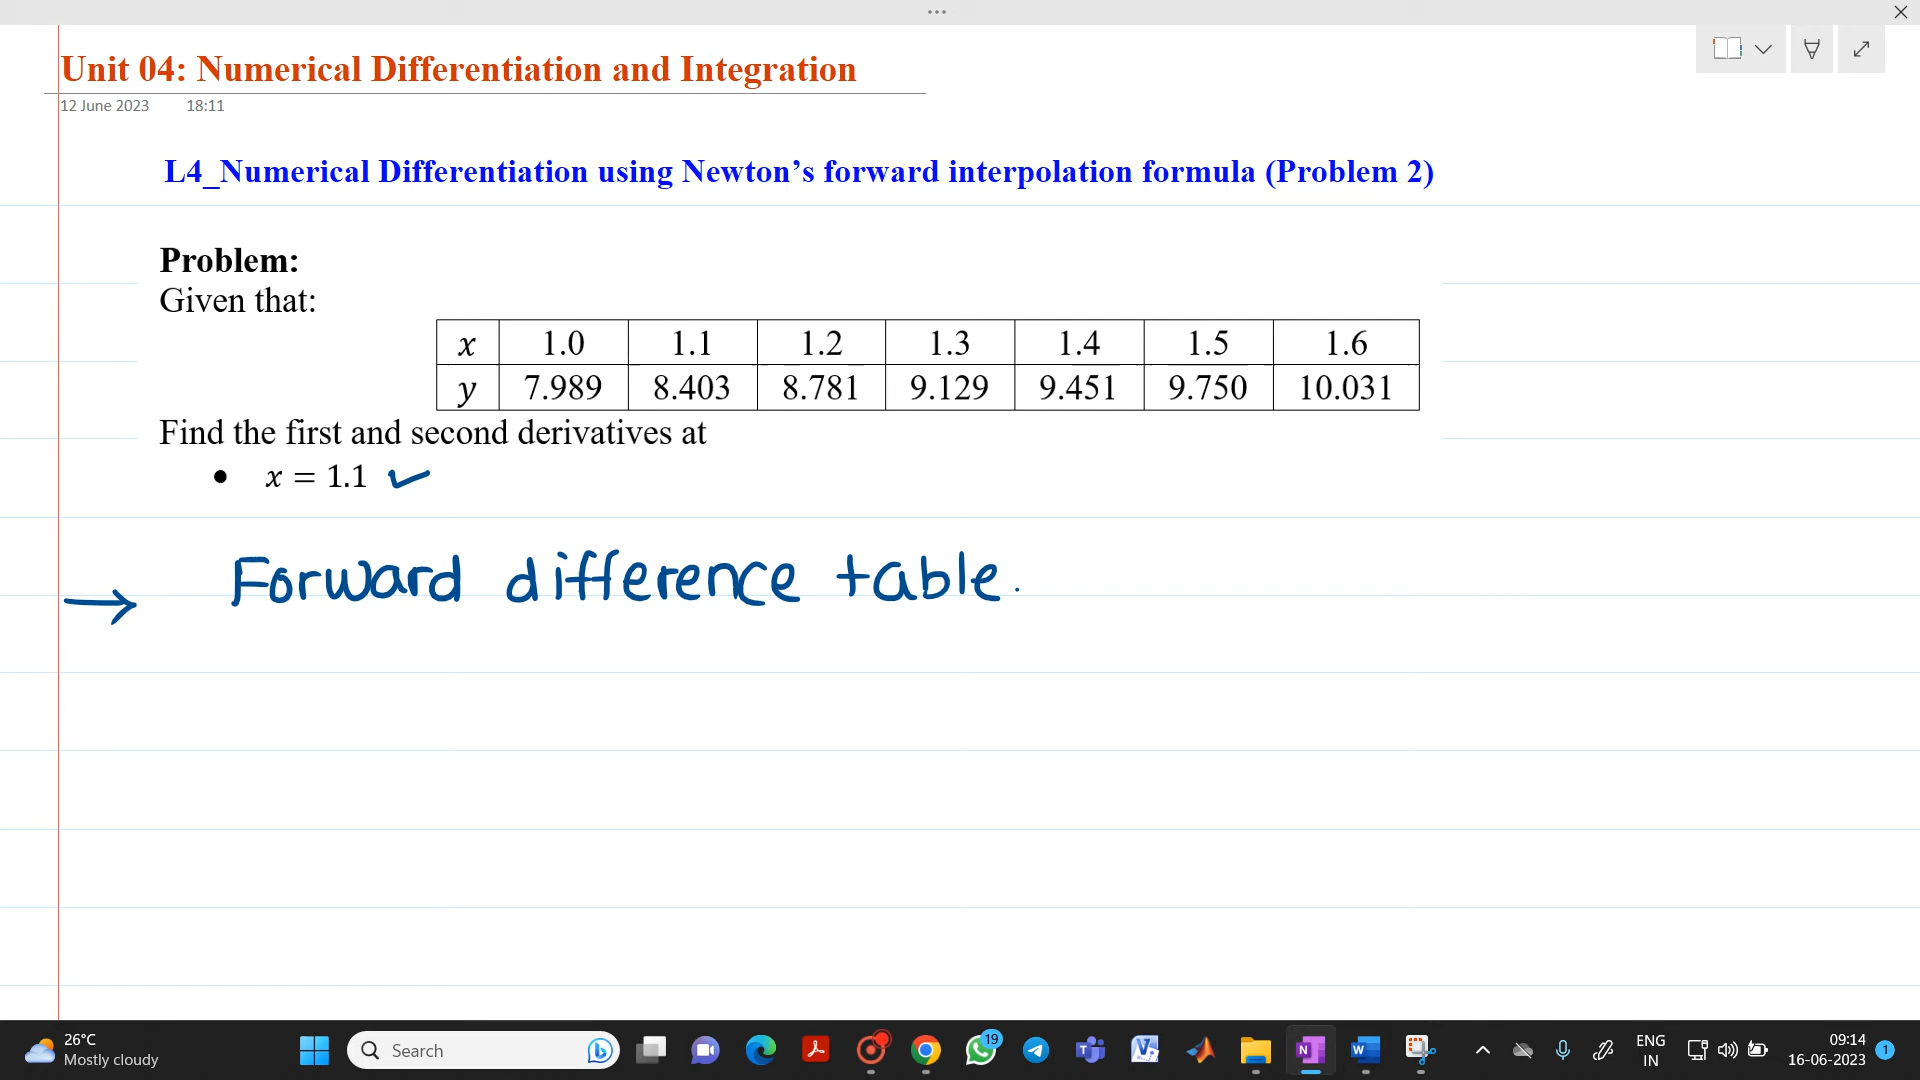 Unit 04: Numerical Differentiation and Integration
12 June 2023 18:11
L4_Numerical Differentiation using Newton’s forward interpolation formula (Problem 2)
Problem:
Given that:
x 1.0 1.1 1.2 1.3 1.4 1.5 1.6
y 7.989 8.403 8.781 9.129 9.451 9.750 10.031
Find the first and second derivatives at
• x = 1.1
Forward difference table.
26°C
Mostly cloudy
Search
19
ENG
IN
09:14
16-06-2023
1